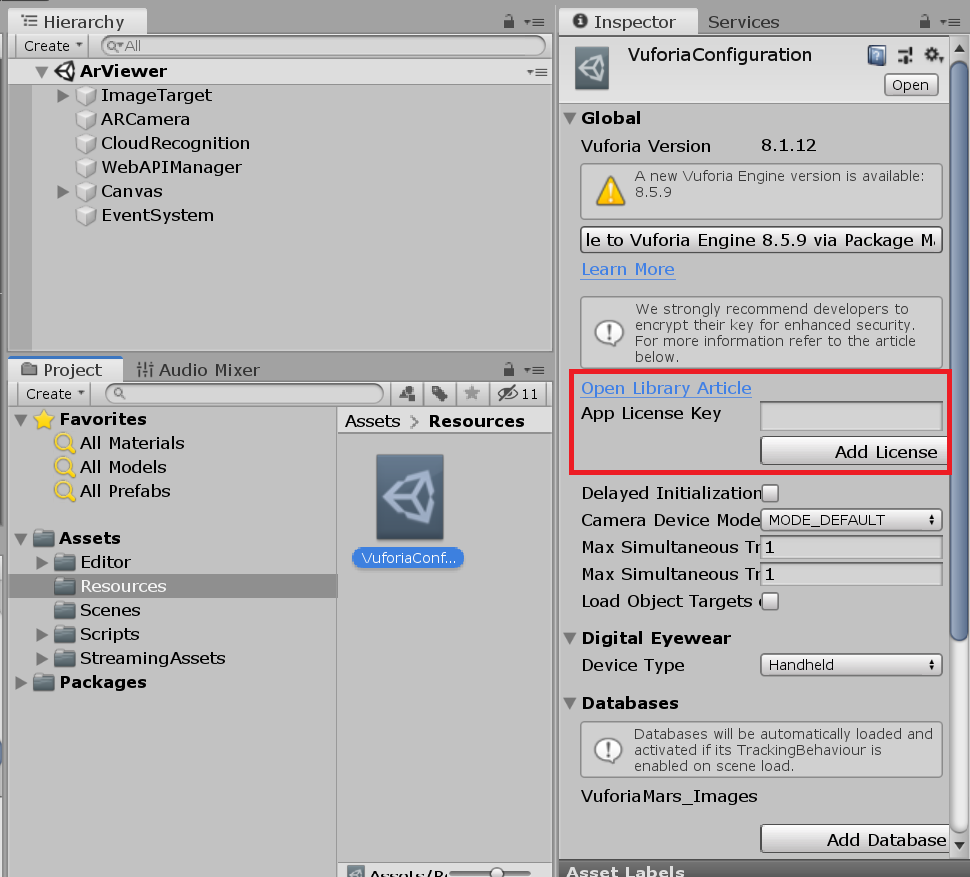 Hierarchy
Create
All
ArViewer
ImageTarget
ARCamera
CloudRecognition
WebAPIManager
Canvas
EventSystem
Project
Audio Mixer
Create
11
Favorites
All Materials
All Models
All Prefabs
Assets
Editor
Resources
Scenes
Scripts
StreamingAssets
Packages
Assets > Resources
VuforiaConf...
Inspector
Services
VuforiaConfiguration
Open
Global
Vuforia Version 8.1.12
A new Vuforia Engine version is available:
8.5.9
le to Vuforia Engine 8.5.9 via Package M
Learn More
We strongly recommend developers to
encrypt their key for enhanced security.
For more information refer to the article
below.
Open Library Article
App License Key
Add License
Delayed Initialization
Camera Device Mode MODE_DEFAULT
Max Simultaneous Tr 1
Max Simultaneous Tr 1
Load Object Targets
Digital Eyewear
Device Type Handheld
Databases
Databases will be automatically loaded and
activated if its TrackingBehaviour is
enabled on scene load.
VuforiaMars_Images
Add Database
Asset Labels